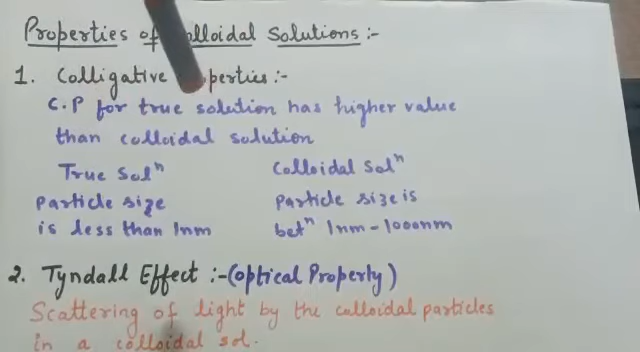 Properties of Colloidal Solutions :-
1. Colligative Properties :-
C.P for true solution has higher value
than colloidal solution
True Solⁿ Colloidal Solⁿ
Particle size Particle size is
is less than 1nm betⁿ 1nm - 1000nm
2. Tyndall Effect :- (Optical Property)
Scattering of light by the colloidal particles
in a colloidal sol.